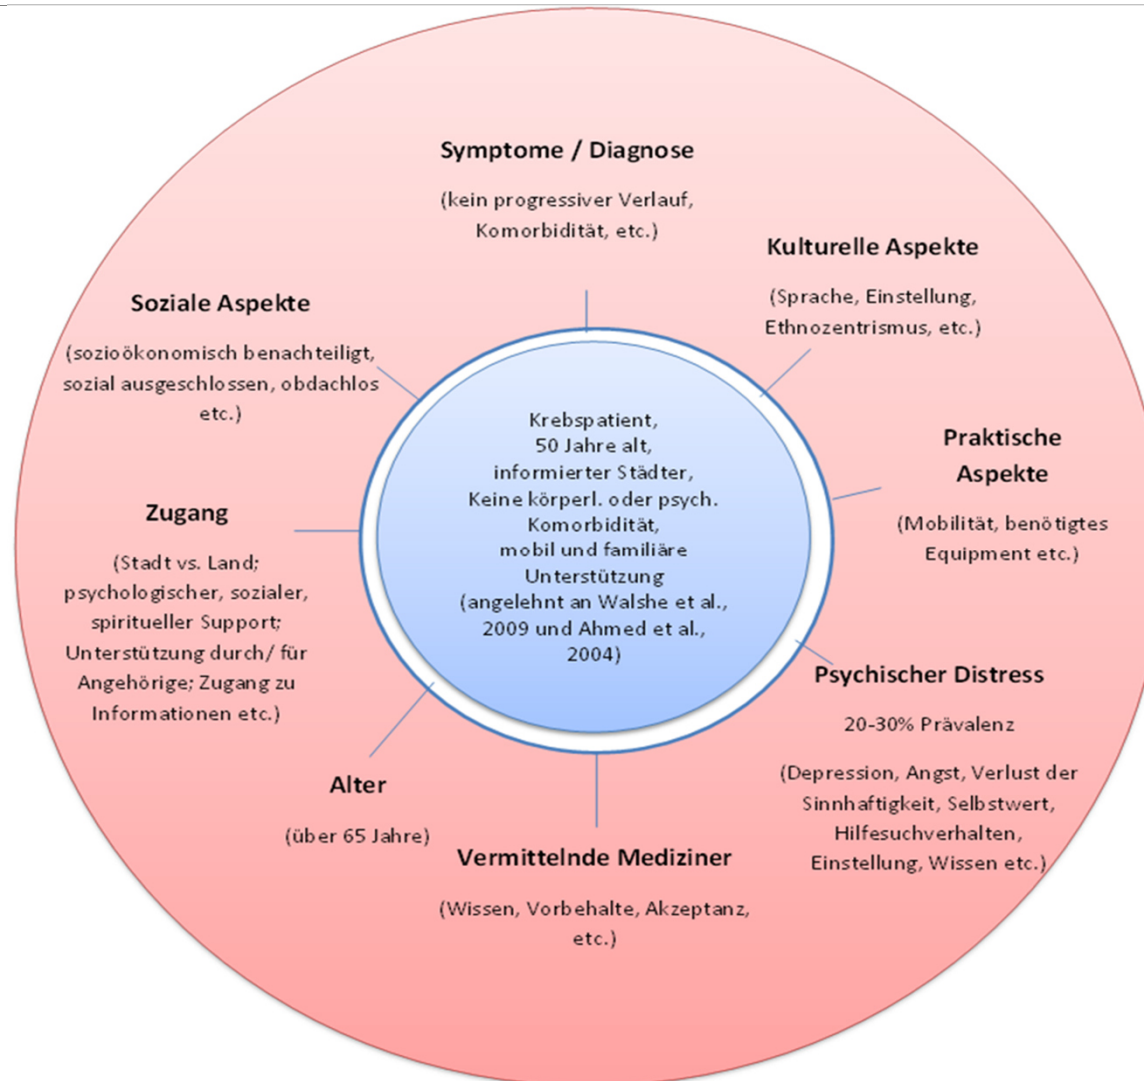 Symptome / Diagnose
(kein progressiver Verlauf,
Komorbidität, etc.)
Kulturelle Aspekte
(Sprache, Einstellung,
Ethnozentrismus, etc.)
Soziale Aspekte
(sozioökonomisch benachteiligt,
sozial ausgeschlossen, obdachlos
etc.)
Krebspatient,
50 Jahre alt,
informierter Städter,
Keine körperl. oder psych.
Komorbidität,
mobil und familiäre
Unterstützung
(angelehnt an Walshe et al.,
2009 und Ahmed et al.,
2004)
Praktische
Aspekte
(Mobilität, benötigtes
Equipment etc.)
Zugang
(Stadt vs. Land;
psychologischer, sozialer,
spiritueller Support;
Unterstützung durch/ für
Angehörige; Zugang zu
Informationen etc.)
Psychischer Distress
20-30% Prävalenz
(Depression, Angst, Verlust der
Sinnhaftigkeit, Selbstwert,
Hilfesuchverhalten,
Einstellung, Wissen etc.)
Alter
(über 65 Jahre)
Vermittelnde Mediziner
(Wissen, Vorbehalte, Akzeptanz,
etc.)